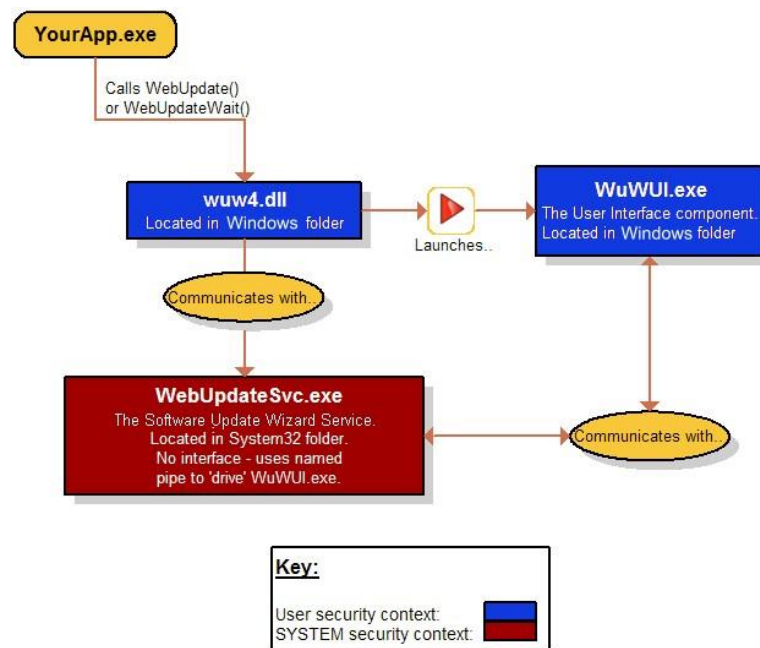 YourApp.exe
Calls WebUpdate()
or WebUpdateWait()
wuw4.dll
Located in Windows folder
Launches..
WuWUI.exe
The User Interface component.
Located in Windows folder
Communicates with..
WebUpdateSvc.exe
The Software Update Wizard Service.
Located in System32 folder.
No interface - uses named
pipe to 'drive' WuWUI.exe.
Communicates with..
Key:
User security context:
SYSTEM security context: